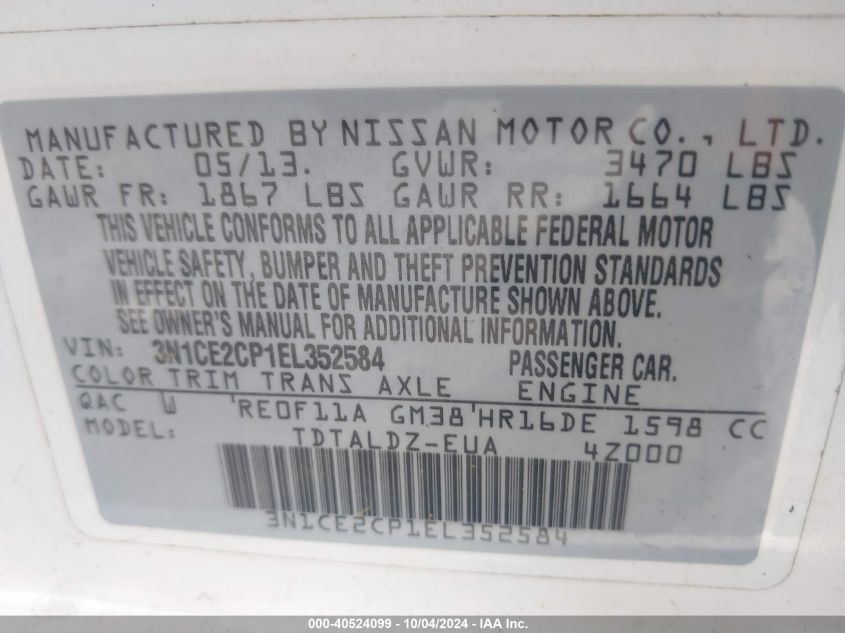 MANUFACTURED BY NISSAN MOTOR CO., LTD.
DATE: 05/13. GVWR: 3470 LBS
GAWR FR: 1867 LBS GAWR RR: 1664 LBS
THIS VEHICLE CONFORMS TO ALL APPLICABLE FEDERAL MOTOR
VEHICLE SAFETY, BUMPER AND THEFT PREVENTION STANDARDS
IN EFFECT ON THE DATE OF MANUFACTURE SHOWN ABOVE.
SEE OWNER'S MANUAL FOR ADDITIONAL INFORMATION.
VIN: 3N1CE2CP1EL352584 PASSENGER CAR.
COLOR TRIM TRANS AXLE ENGINE
QAC W 'RE0F11A GM38'HR16DE 1598 CC
MODEL: TDTALDZ-EUA 4Z000
3N1CE2CP1EL352584
000-40524099 - 10/04/2024 - IAA Inc.